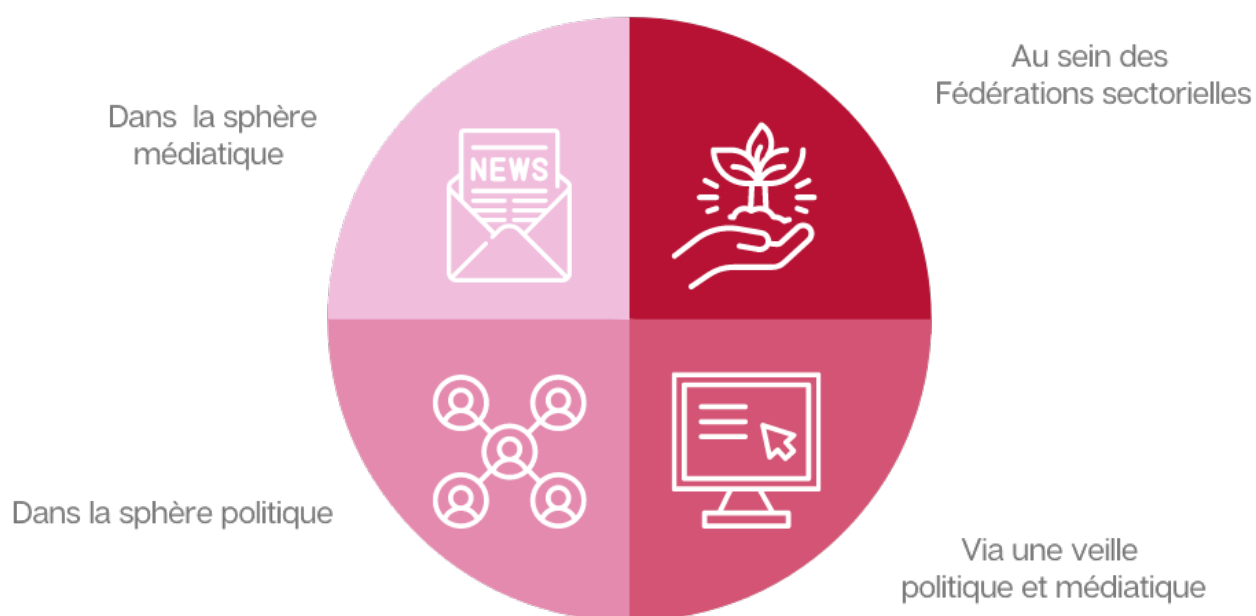 Au sein des
Fédérations sectorielles
Dans la sphère
médiatique
NEWS
Dans la sphère politique
Via une veille
politique et médiatique